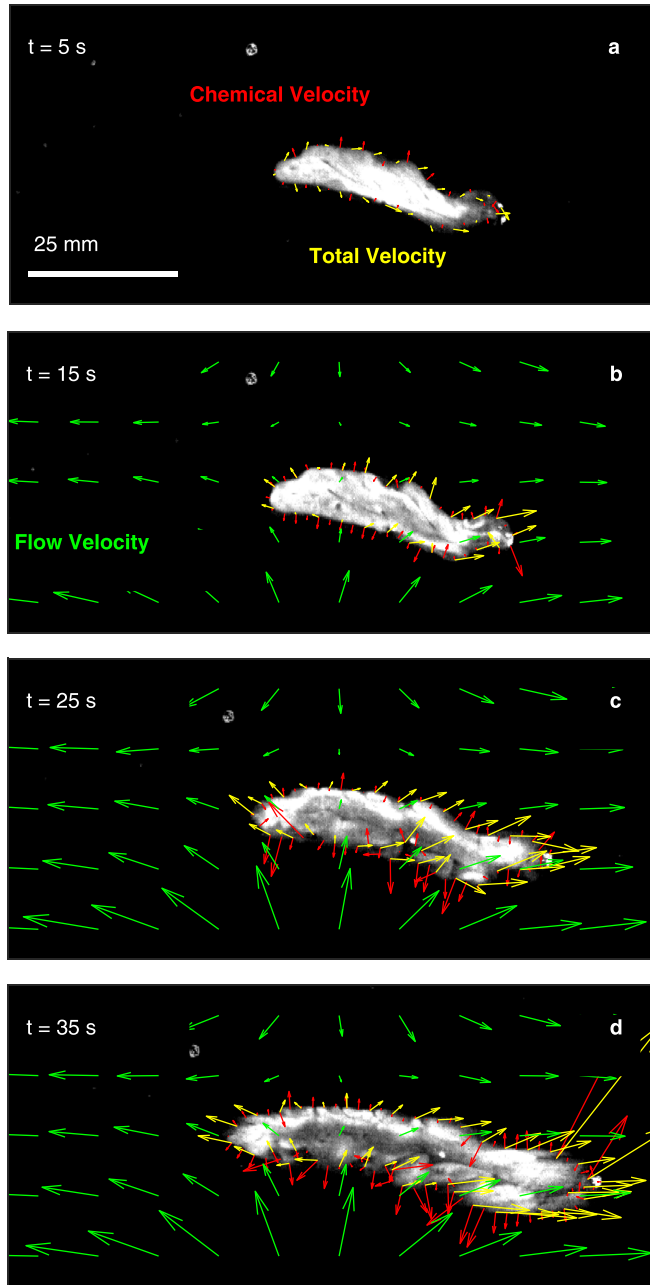 t = 5 s
a
Chemical Velocity
25 mm
Total Velocity
t = 15 s
b
Flow Velocity
t = 25 s
c
t = 35 s
d